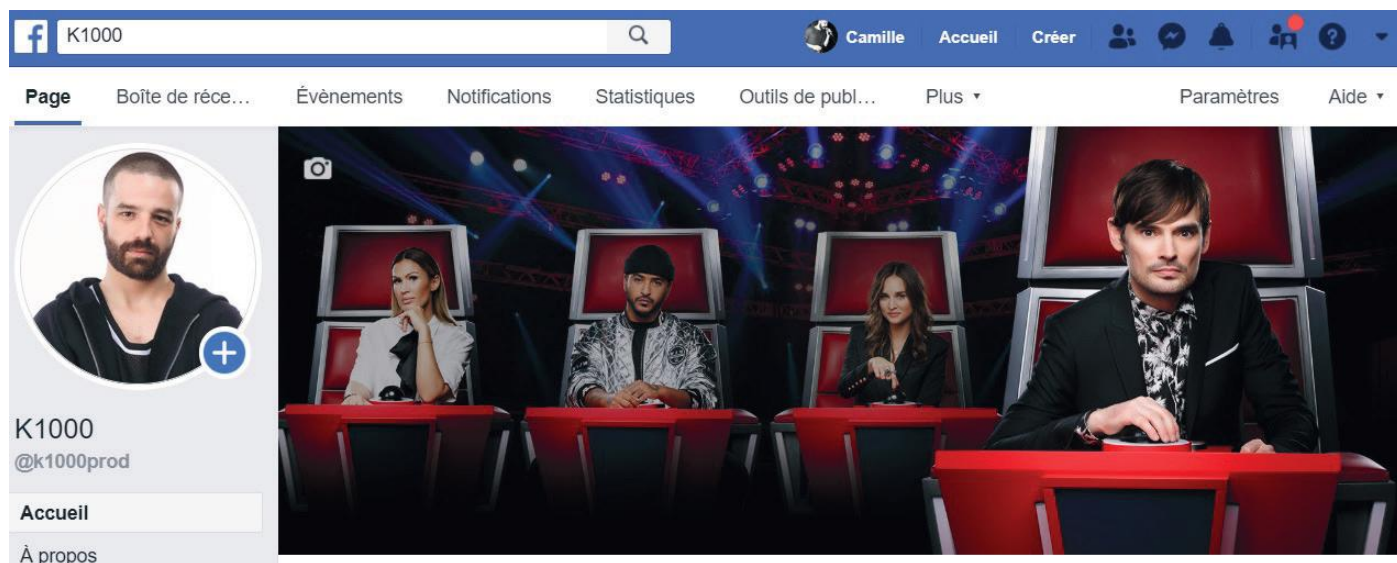 K1000
Camille Accueil Créer
Page Boîte de réce... Évènements Notifications Statistiques Outils de publ... Plus Paramètres Aide
K1000
@k1000prod
Accueil
À propos